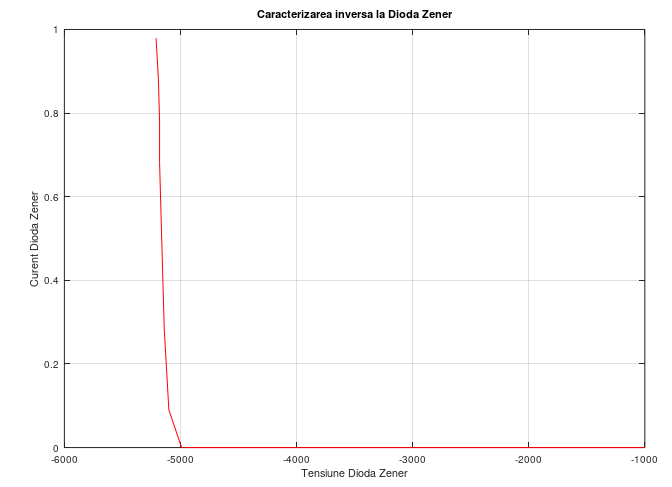 Caracterizarea inversa la Dioda Zener
1
0.8
0.6
0.4
0.2
0
Curent Dioda Zener
-6000 -5000 -4000 -3000 -2000 -1000
Tensiune Dioda Zener